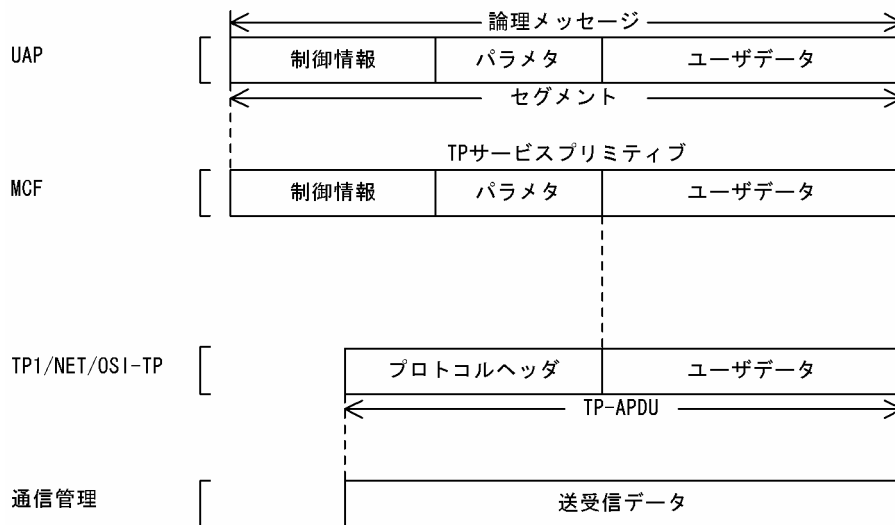 論理メッセージ
UAP
制御情報
パラメタ
ユーザデータ
セグメント
TPサービスプリミティブ
MCF
制御情報
パラメタ
ユーザデータ
TP1/NET/OSI-TP
プロトコルヘッダ
ユーザデータ
TP-APDU
通信管理
送受信データ